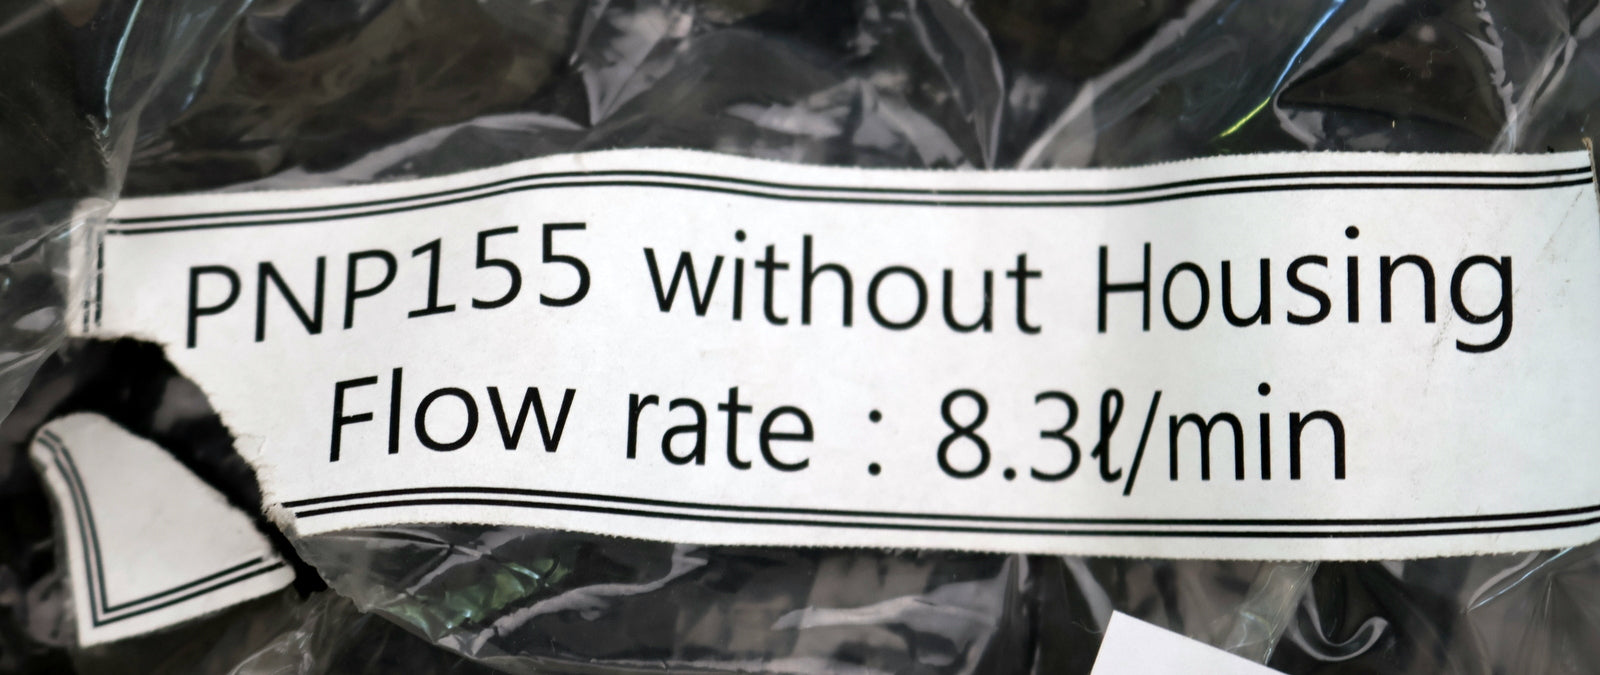 PNP155 without Housing
Flow rate : 8.3ℓ/min